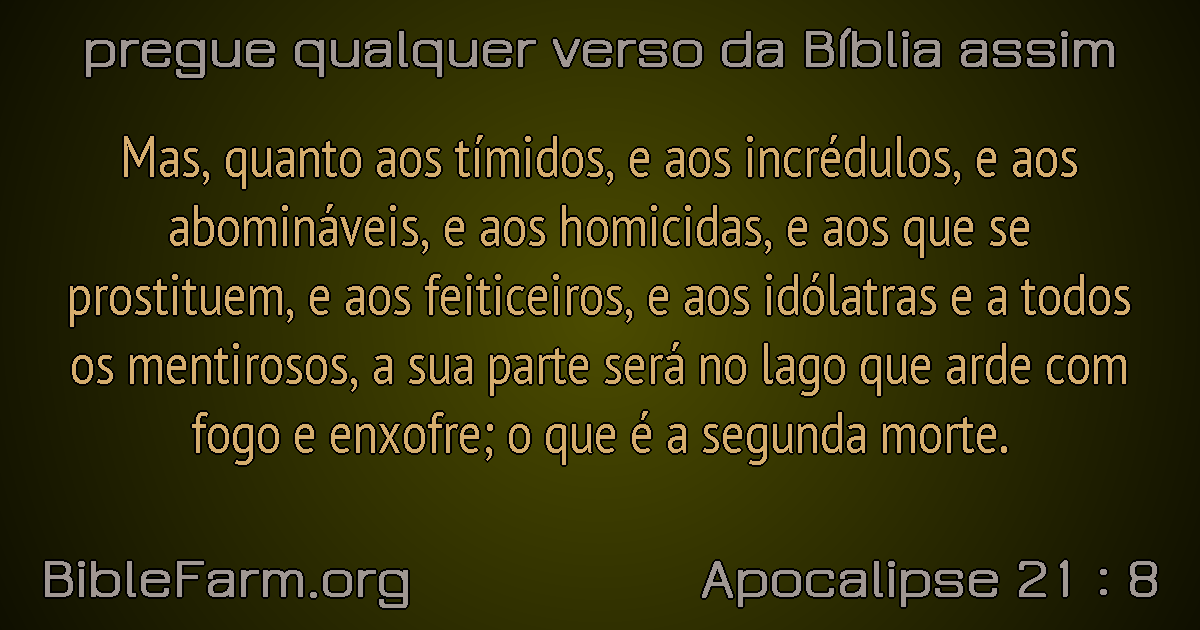 pregue qualquer verso da Bíblia assim
Mas, quanto aos tímidos, e aos incrédulos, e aos
abomináveis, e aos homicidas, e aos que se
prostituem, e aos feiticeiros, e aos idólatras e a todos
os mentirosos, a sua parte será no lago que arde com
fogo e enxofre; o que é a segunda morte.
BibleFarm.org
Apocalipse 21 : 8